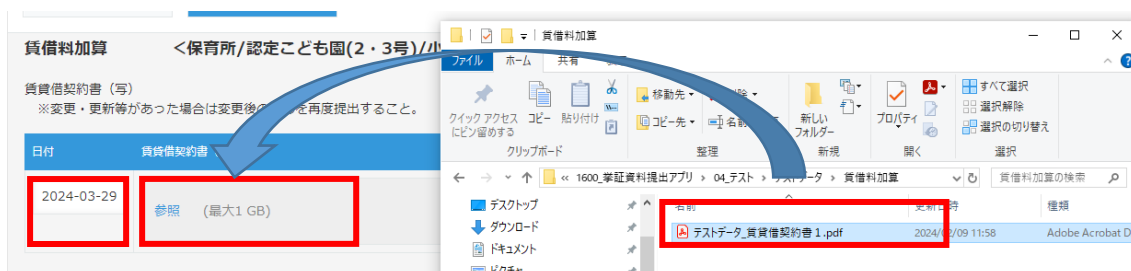 賃借料加算 <保育所/認定こども園(2・3号)/小
賃貸借契約書（写）
※変更・更新等があった場合は変更後の を再度提出すること。
日付 賃貸借契約書
2024-03-29
参照 (最大1 GB)
賃借料加算
ファイル ホーム 共有
クイック アクセスにピン留めする
コピー 貼り付け
移動先
コピー先 名前
新しいフォルダー
プロパティ
すべて選択
選択解除
選択の切り替え
クリップボード 整理 新規 開く 選択
« 1600_挙証資料提出アプリ › 04_テスト › テストデータ › 賃借料加算
賃借料加算の検索
デスクトップ
ダウンロード
ドキュメント
ピクチャ
名前 更新日時 種類
テストデータ_賃貸借契約書1.pdf 2024/02/09 11:58 Adobe Acrobat D